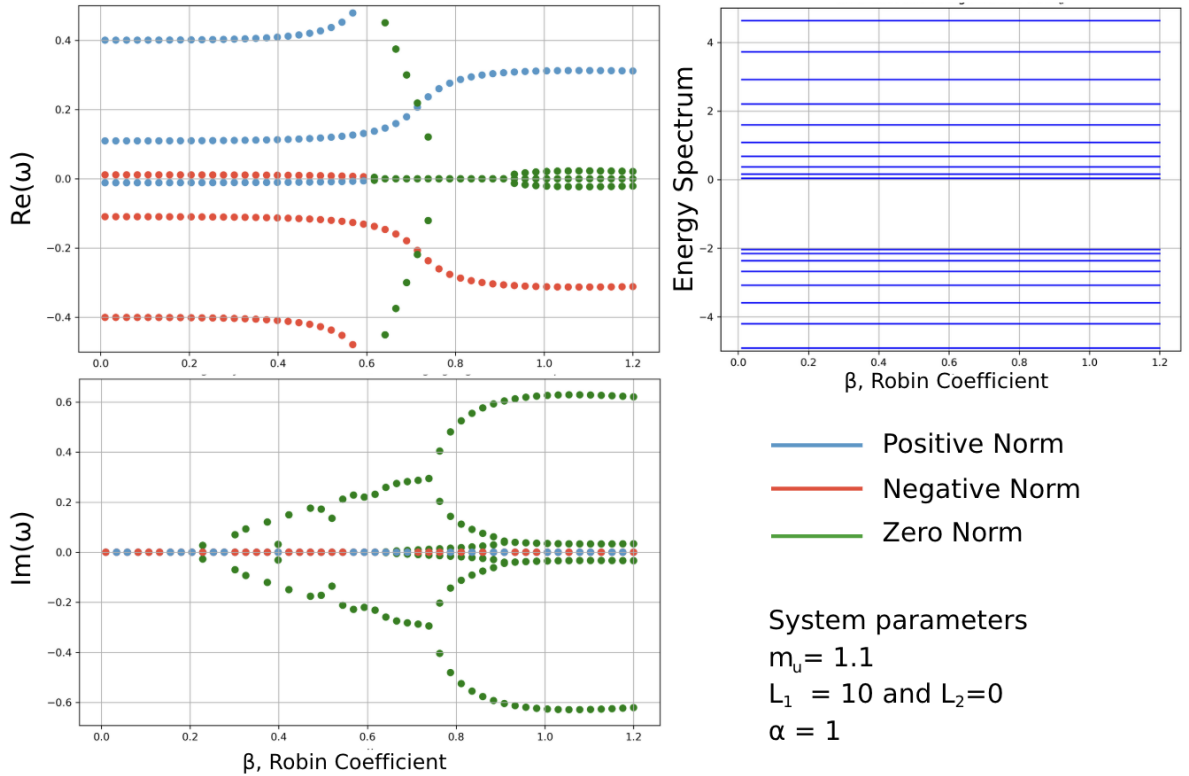 Re(ω)
0.4
0.2
0.0
−0.2
−0.4
0.0 0.2 0.4 0.6 0.8 1.0 1.2
Energy Spectrum
4
2
0
−2
−4
0.0 0.2 0.4 0.6 0.8 1.0 1.2
β, Robin Coefficient
Im(ω)
0.6
0.4
0.2
0.0
−0.2
−0.4
−0.6
0.0 0.2 0.4 0.6 0.8 1.0 1.2
β, Robin Coefficient
Positive Norm
Negative Norm
Zero Norm
System parameters
mᵤ= 1.1
L₁ = 10 and L₂=0
α = 1